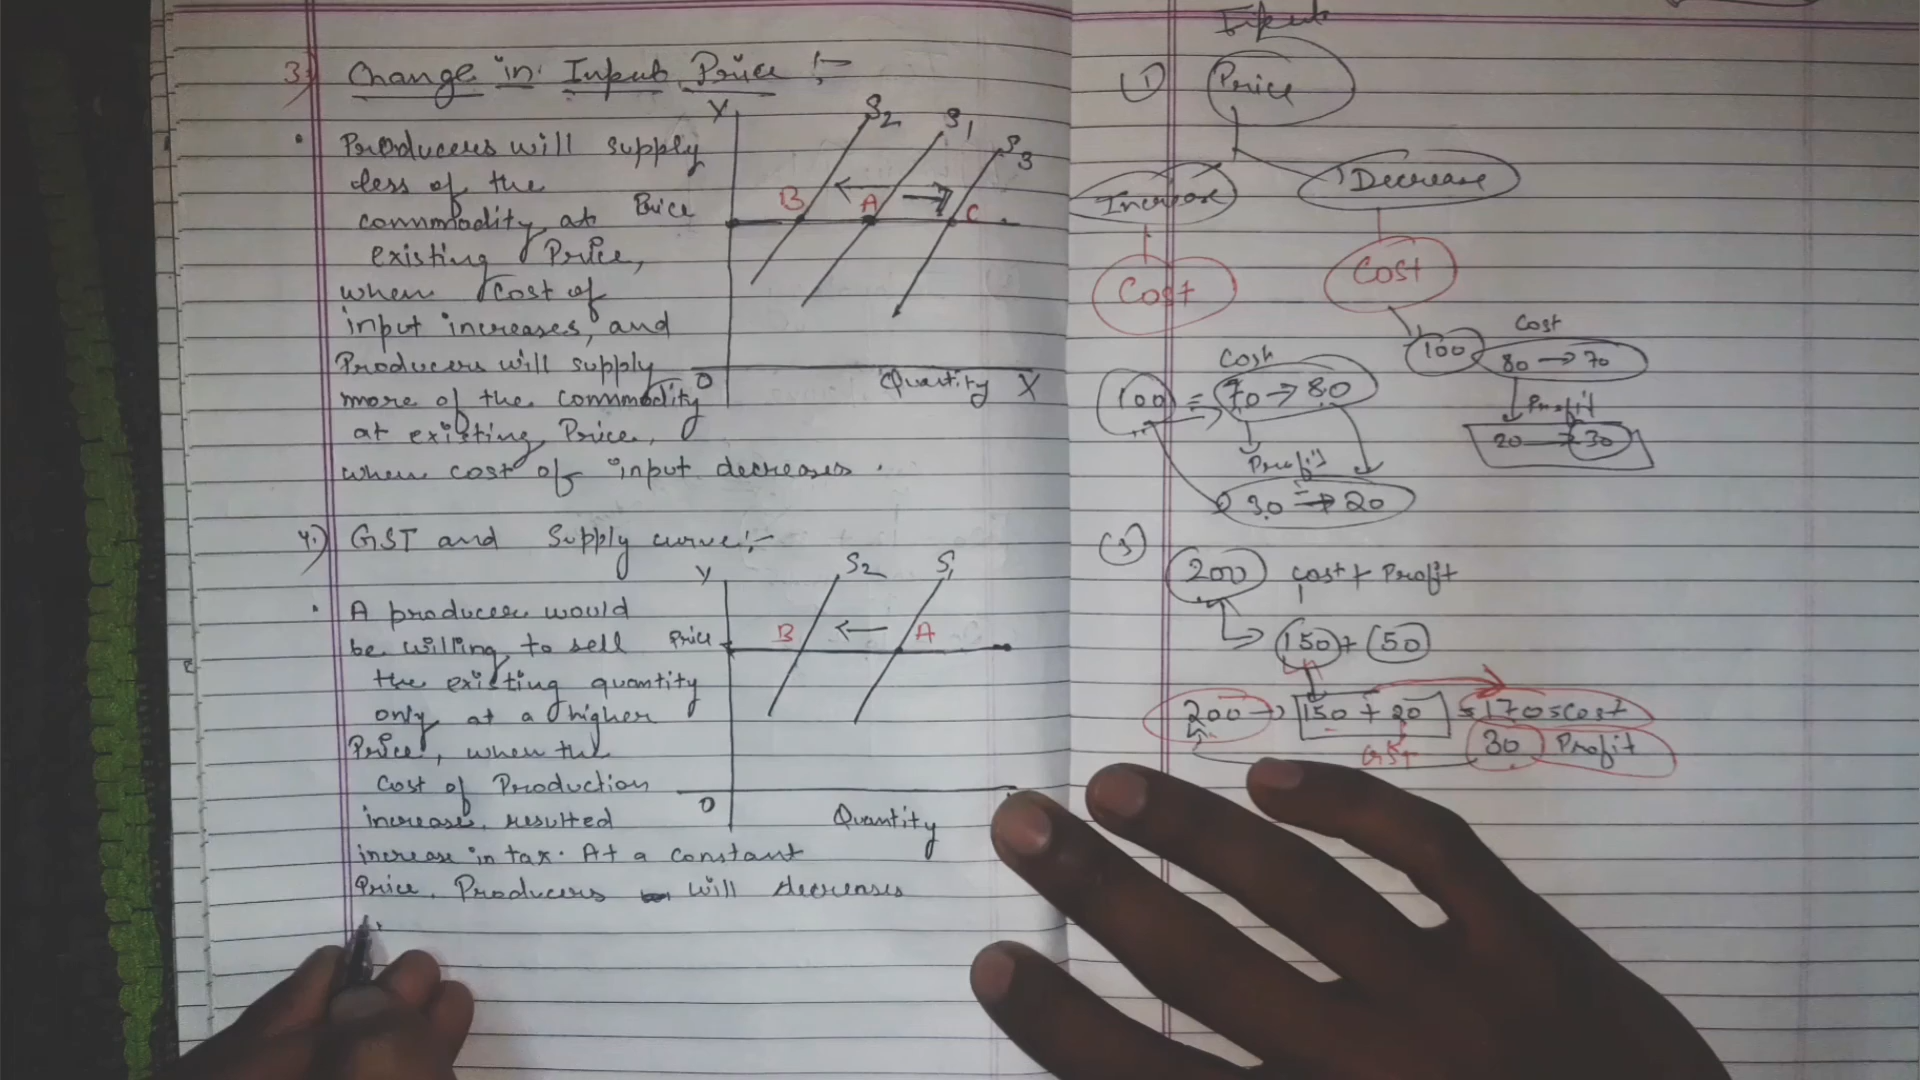 3.) Change in Input Price :-
• Producers will supply
less of the
commodity at
existing Price,
when cost of
input increases, and
Producers will supply
more of the commodity
at existing Price,
when cost of input decreases.
Y
S2
S1
S3
Price
B
A
C
O
Quantity X
4.) GST and Supply curve:-
• A producer would
be willing to sell
the existing quantity
only at a higher
Price, when the
cost of Production
increase, resulted
increase in tax. At a constant
Price, Producers will decreases
Y
S2
S1
Price
B
A
O
Quantity
Input
(1) Price
Increase
Decrease
Cost
Cost
100
Cost
80 → 70
Profit
20 → 30
Cost
100 = 70 → 80
Profit
30 → 20
200 cost + Profit
150 + 50
200 → 150 + 20 = 170 cost
GST
30 Profit